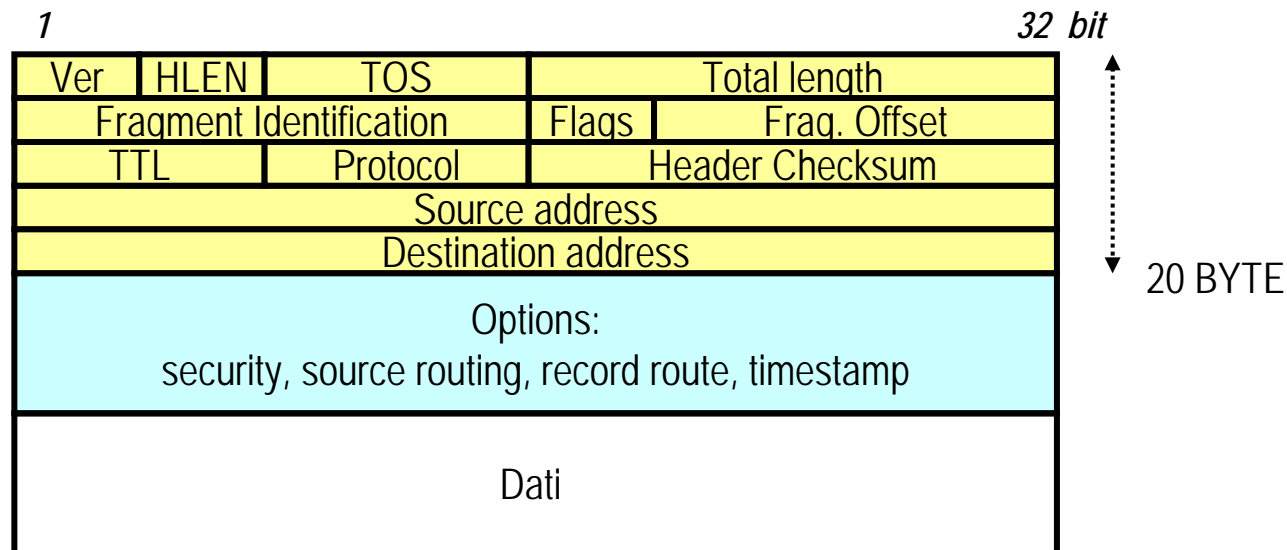 1 32 bit
Ver HLEN TOS Total length
Fragment Identification Flags Frag. Offset
TTL Protocol Header Checksum
Source address
Destination address
20 BYTE
Options:
security, source routing, record route, timestamp
Dati